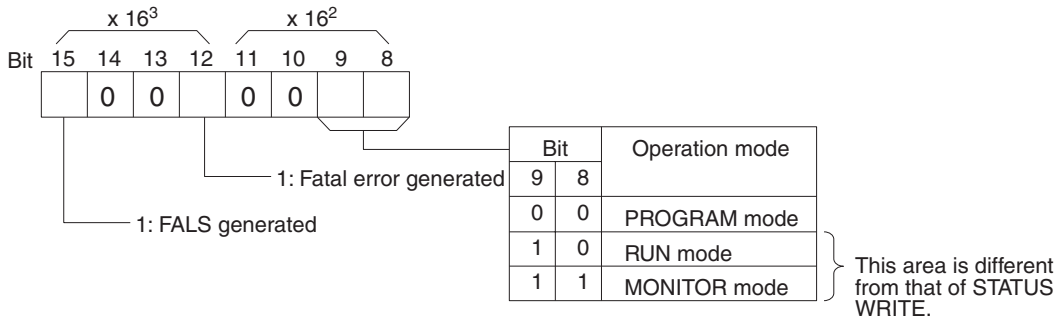 x 16³ x 16²
Bit 15 14 13 12 11 10 9 8
0 0 0 0
Bit Operation mode
9 8
1: Fatal error generated
0 0 PROGRAM mode
1: FALS generated
1 0 RUN mode
1 1 MONITOR mode
This area is different
from that of STATUS
WRITE.